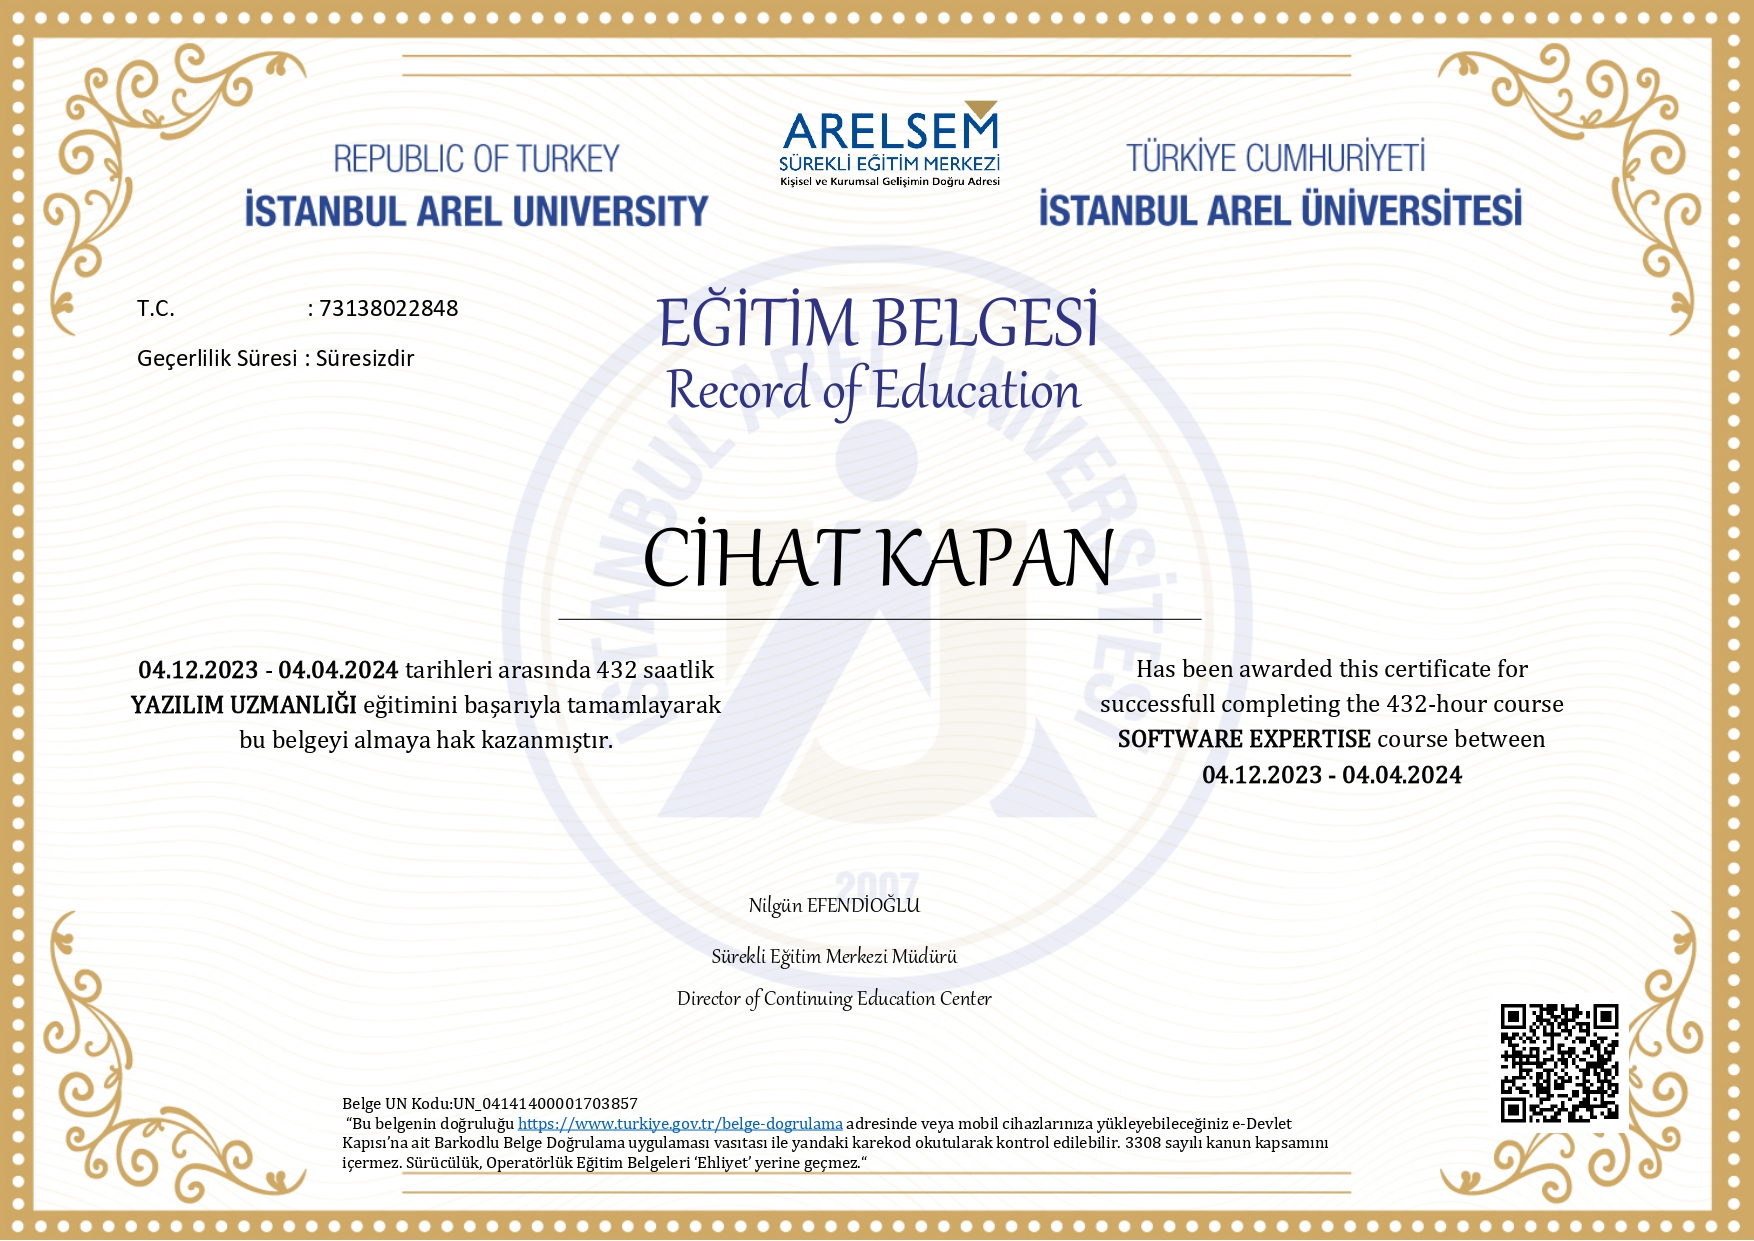 REPUBLIC OF TURKEY
İSTANBUL AREL UNIVERSITY
ARELSEM
SÜREKLİ EĞİTİM MERKEZİ
Kişisel ve Kurumsal Gelişimin Doğru Adresi
TÜRKİYE CUMHURİYETİ
İSTANBUL AREL ÜNİVERSİTESİ
T.C. : 73138022848
Geçerlilik Süresi : Süresizdir
EĞİTİM BELGESİ
Record of Education
İSTANBUL AREL ÜNİVERSİTESİ
CİHAT KAPAN
04.12.2023 - 04.04.2024 tarihleri arasında 432 saatlik
YAZILIM UZMANLIĞI eğitimini başarıyla tamamlayarak
bu belgeyi almaya hak kazanmıştır.
Has been awarded this certificate for
successfull completing the 432-hour course
SOFTWARE EXPERTISE course between
04.12.2023 - 04.04.2024
2007
Nilgün EFENDİOĞLU
Sürekli Eğitim Merkezi Müdürü
Director of Continuing Education Center
Belge UN Kodu:UN_04141400001703857
“Bu belgenin doğruluğu https://www.turkiye.gov.tr/belge-dogrulama adresinde veya mobil cihazlarınıza yükleyebileceğiniz e-Devlet
Kapısı’na ait Barkodlu Belge Doğrulama uygulaması vasıtası ile yandaki karekod okutularak kontrol edilebilir. 3308 sayılı kanun kapsamını
içermez. Sürücülük, Operatörlük Eğitim Belgeleri ‘Ehliyet’ yerine geçmez.“